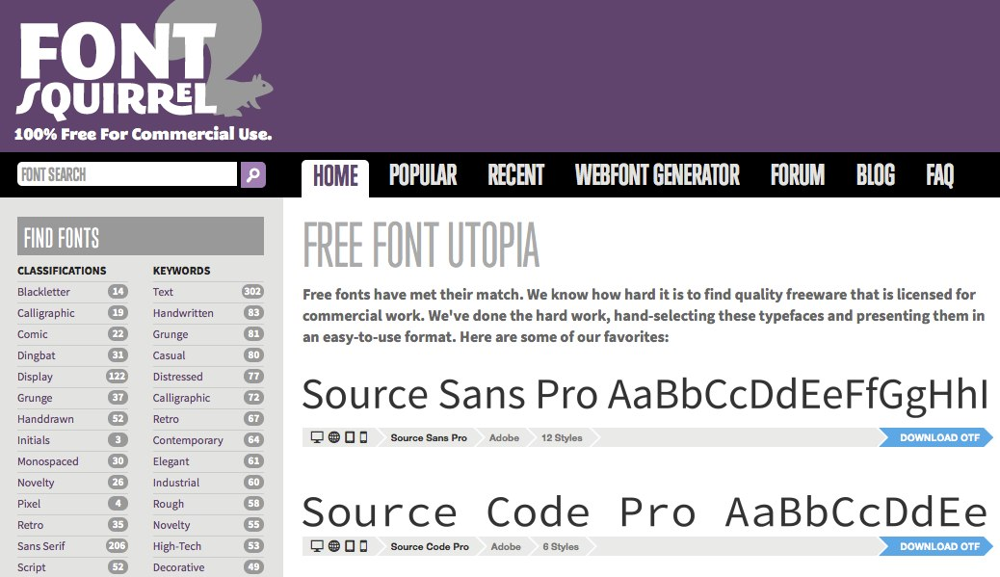 FONT
SQUIRREL
100% Free For Commercial Use.
FONT SEARCH
HOME POPULAR RECENT WEBFONT GENERATOR FORUM BLOG FAQ
FIND FONTS
CLASSIFICATIONS
Blackletter 14
Calligraphic 19
Comic 22
Dingbat 31
Display 122
Grunge 37
Handdrawn 52
Initials 3
Monospaced 30
Novelty 26
Pixel 4
Retro 35
Sans Serif 206
Script 52
KEYWORDS
Text 302
Handwritten 83
Grunge 81
Casual 80
Distressed 77
Calligraphic 72
Retro 67
Contemporary 64
Elegant 61
Industrial 60
Rough 58
Novelty 55
High-Tech 53
Decorative 49
FREE FONT UTOPIA
Free fonts have met their match. We know how hard it is to find quality freeware that is licensed for
commercial work. We've done the hard work, hand-selecting these typefaces and presenting them in
an easy-to-use format. Here are some of our favorites:
Source Sans Pro AaBbCcDdEeFfGgHhI
Source Sans Pro Adobe 12 Styles DOWNLOAD OTF
Source Code Pro AaBbCcDdEe
Source Code Pro Adobe 6 Styles DOWNLOAD OTF